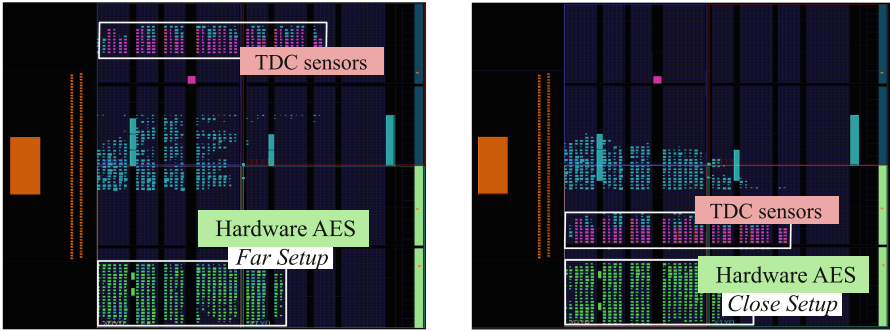 TDC sensors
Hardware AES
Far Setup
TDC sensors
Hardware AES
Close Setup